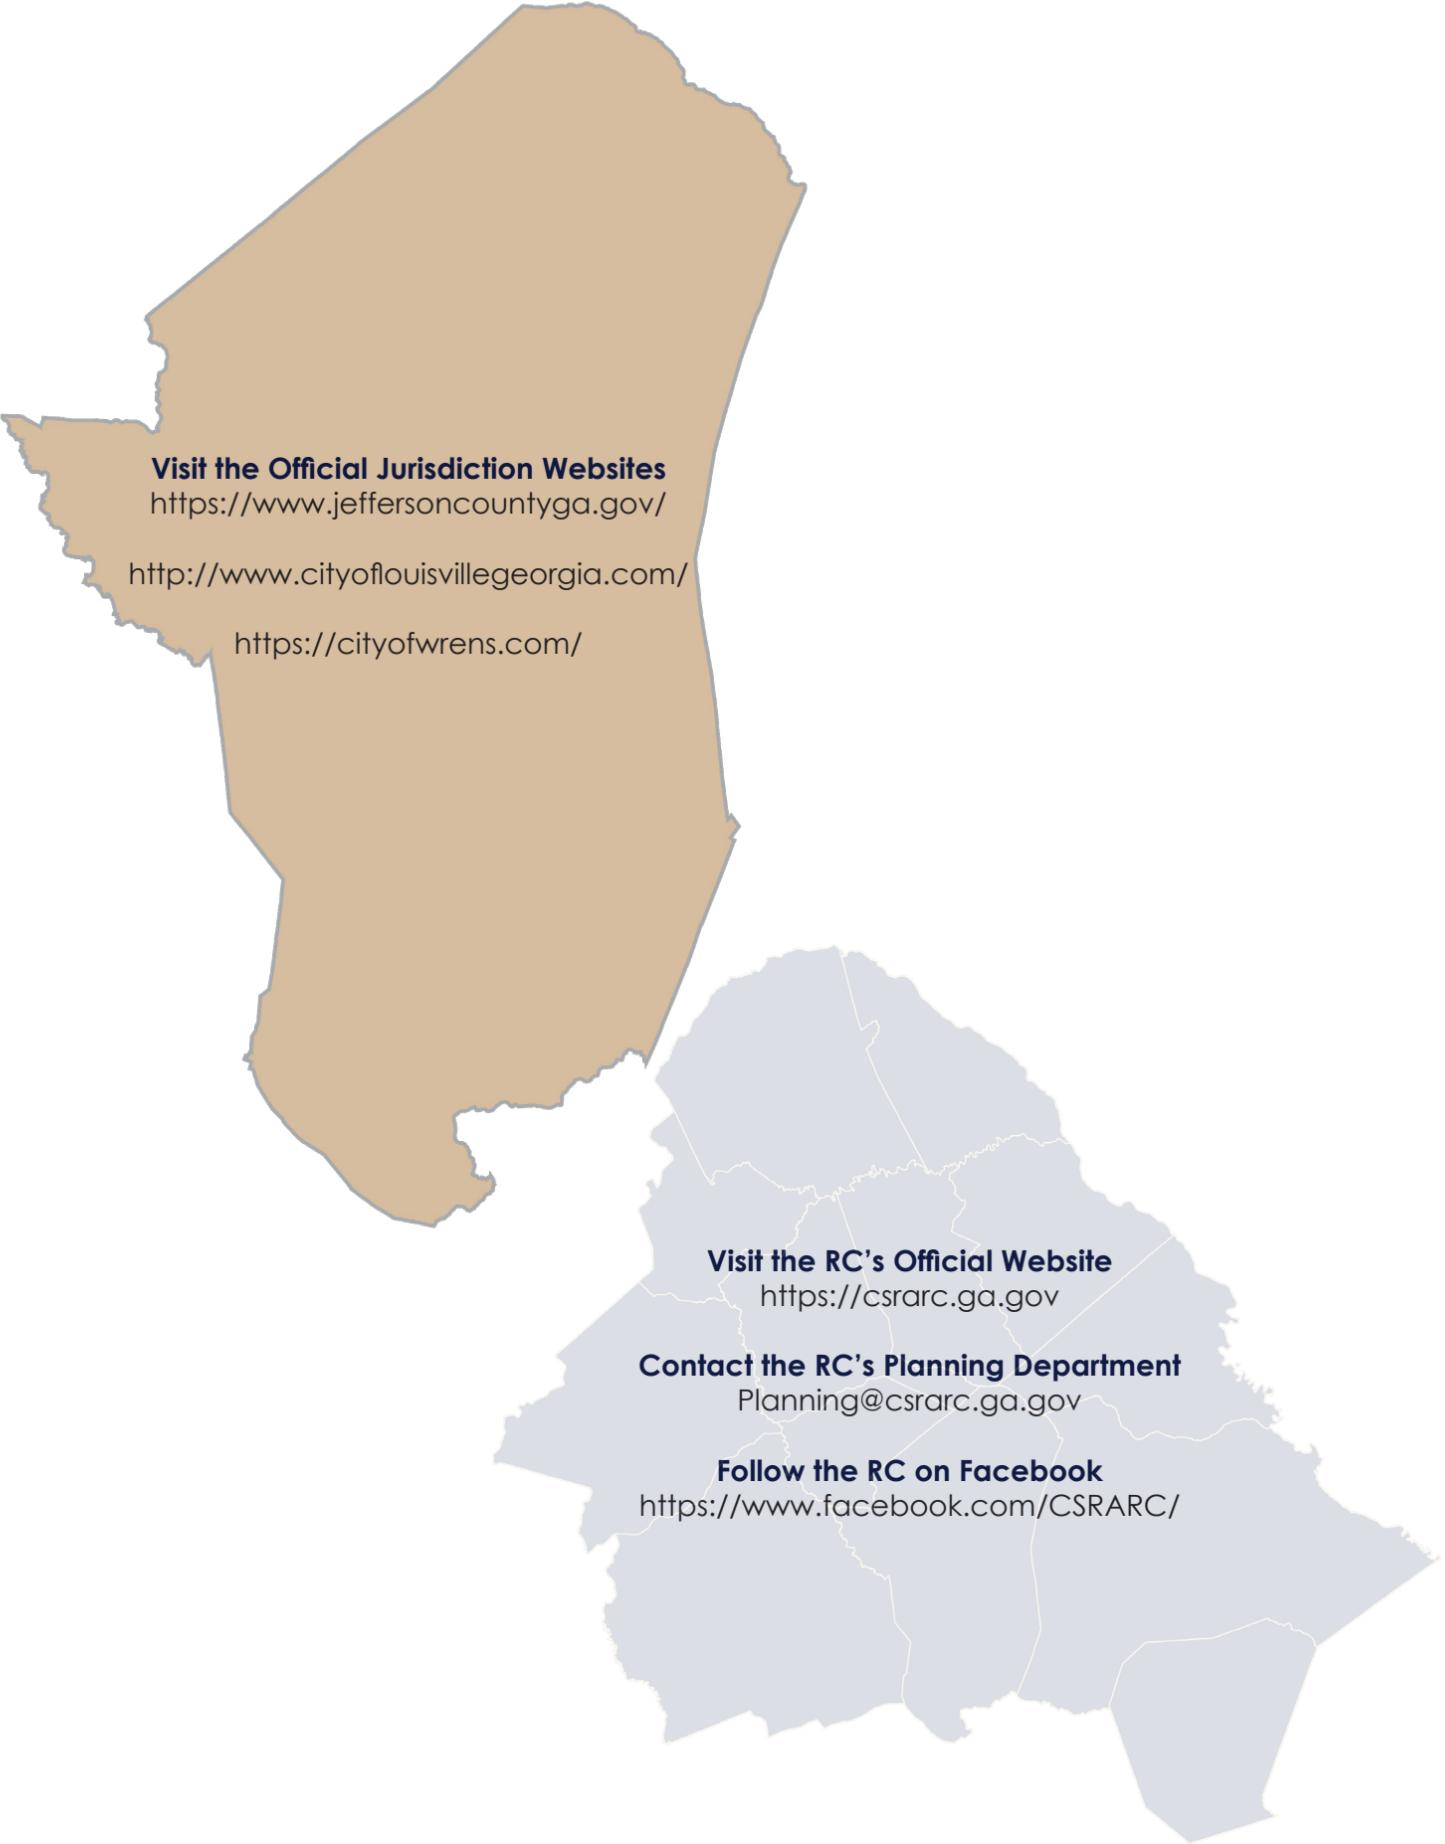 Visit the Official Jurisdiction Websites
https://www.jeffersoncountyga.gov/
http://www.cityoflouisvillegeorgia.com/
https://cityofwrens.com/
Visit the RC’s Official Website
https://csrarc.ga.gov
Contact the RC’s Planning Department
Planning@csrarc.ga.gov
Follow the RC on Facebook
https://www.facebook.com/CSRARC/